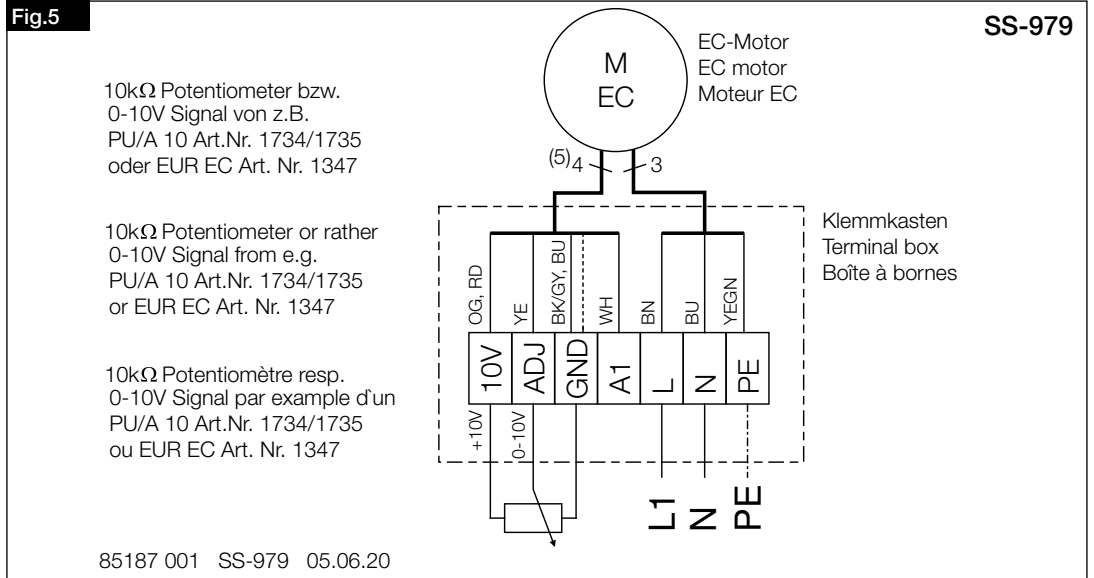 Fig.5
SS-979
10kΩ Potentiometer bzw.
0-10V Signal von z.B.
PU/A 10 Art.Nr. 1734/1735
oder EUR EC Art. Nr. 1347
10kΩ Potentiometer or rather
0-10V Signal from e.g.
PU/A 10 Art.Nr. 1734/1735
or EUR EC Art. Nr. 1347
10kΩ Potentiomètre resp.
0-10V Signal par example d`un
PU/A 10 Art.Nr. 1734/1735
ou EUR EC Art. Nr. 1347
M
EC
EC-Motor
EC motor
Moteur EC
(5)4
3
Klemmkasten
Terminal box
Boîte à bornes
OG, RD
YE
BK/GY, BU
WH
BN
BU
YEGN
10V
ADJ
GND
A1
L
N
PE
+10V
0-10V
L1
N
PE
85187 001 SS-979 05.06.20